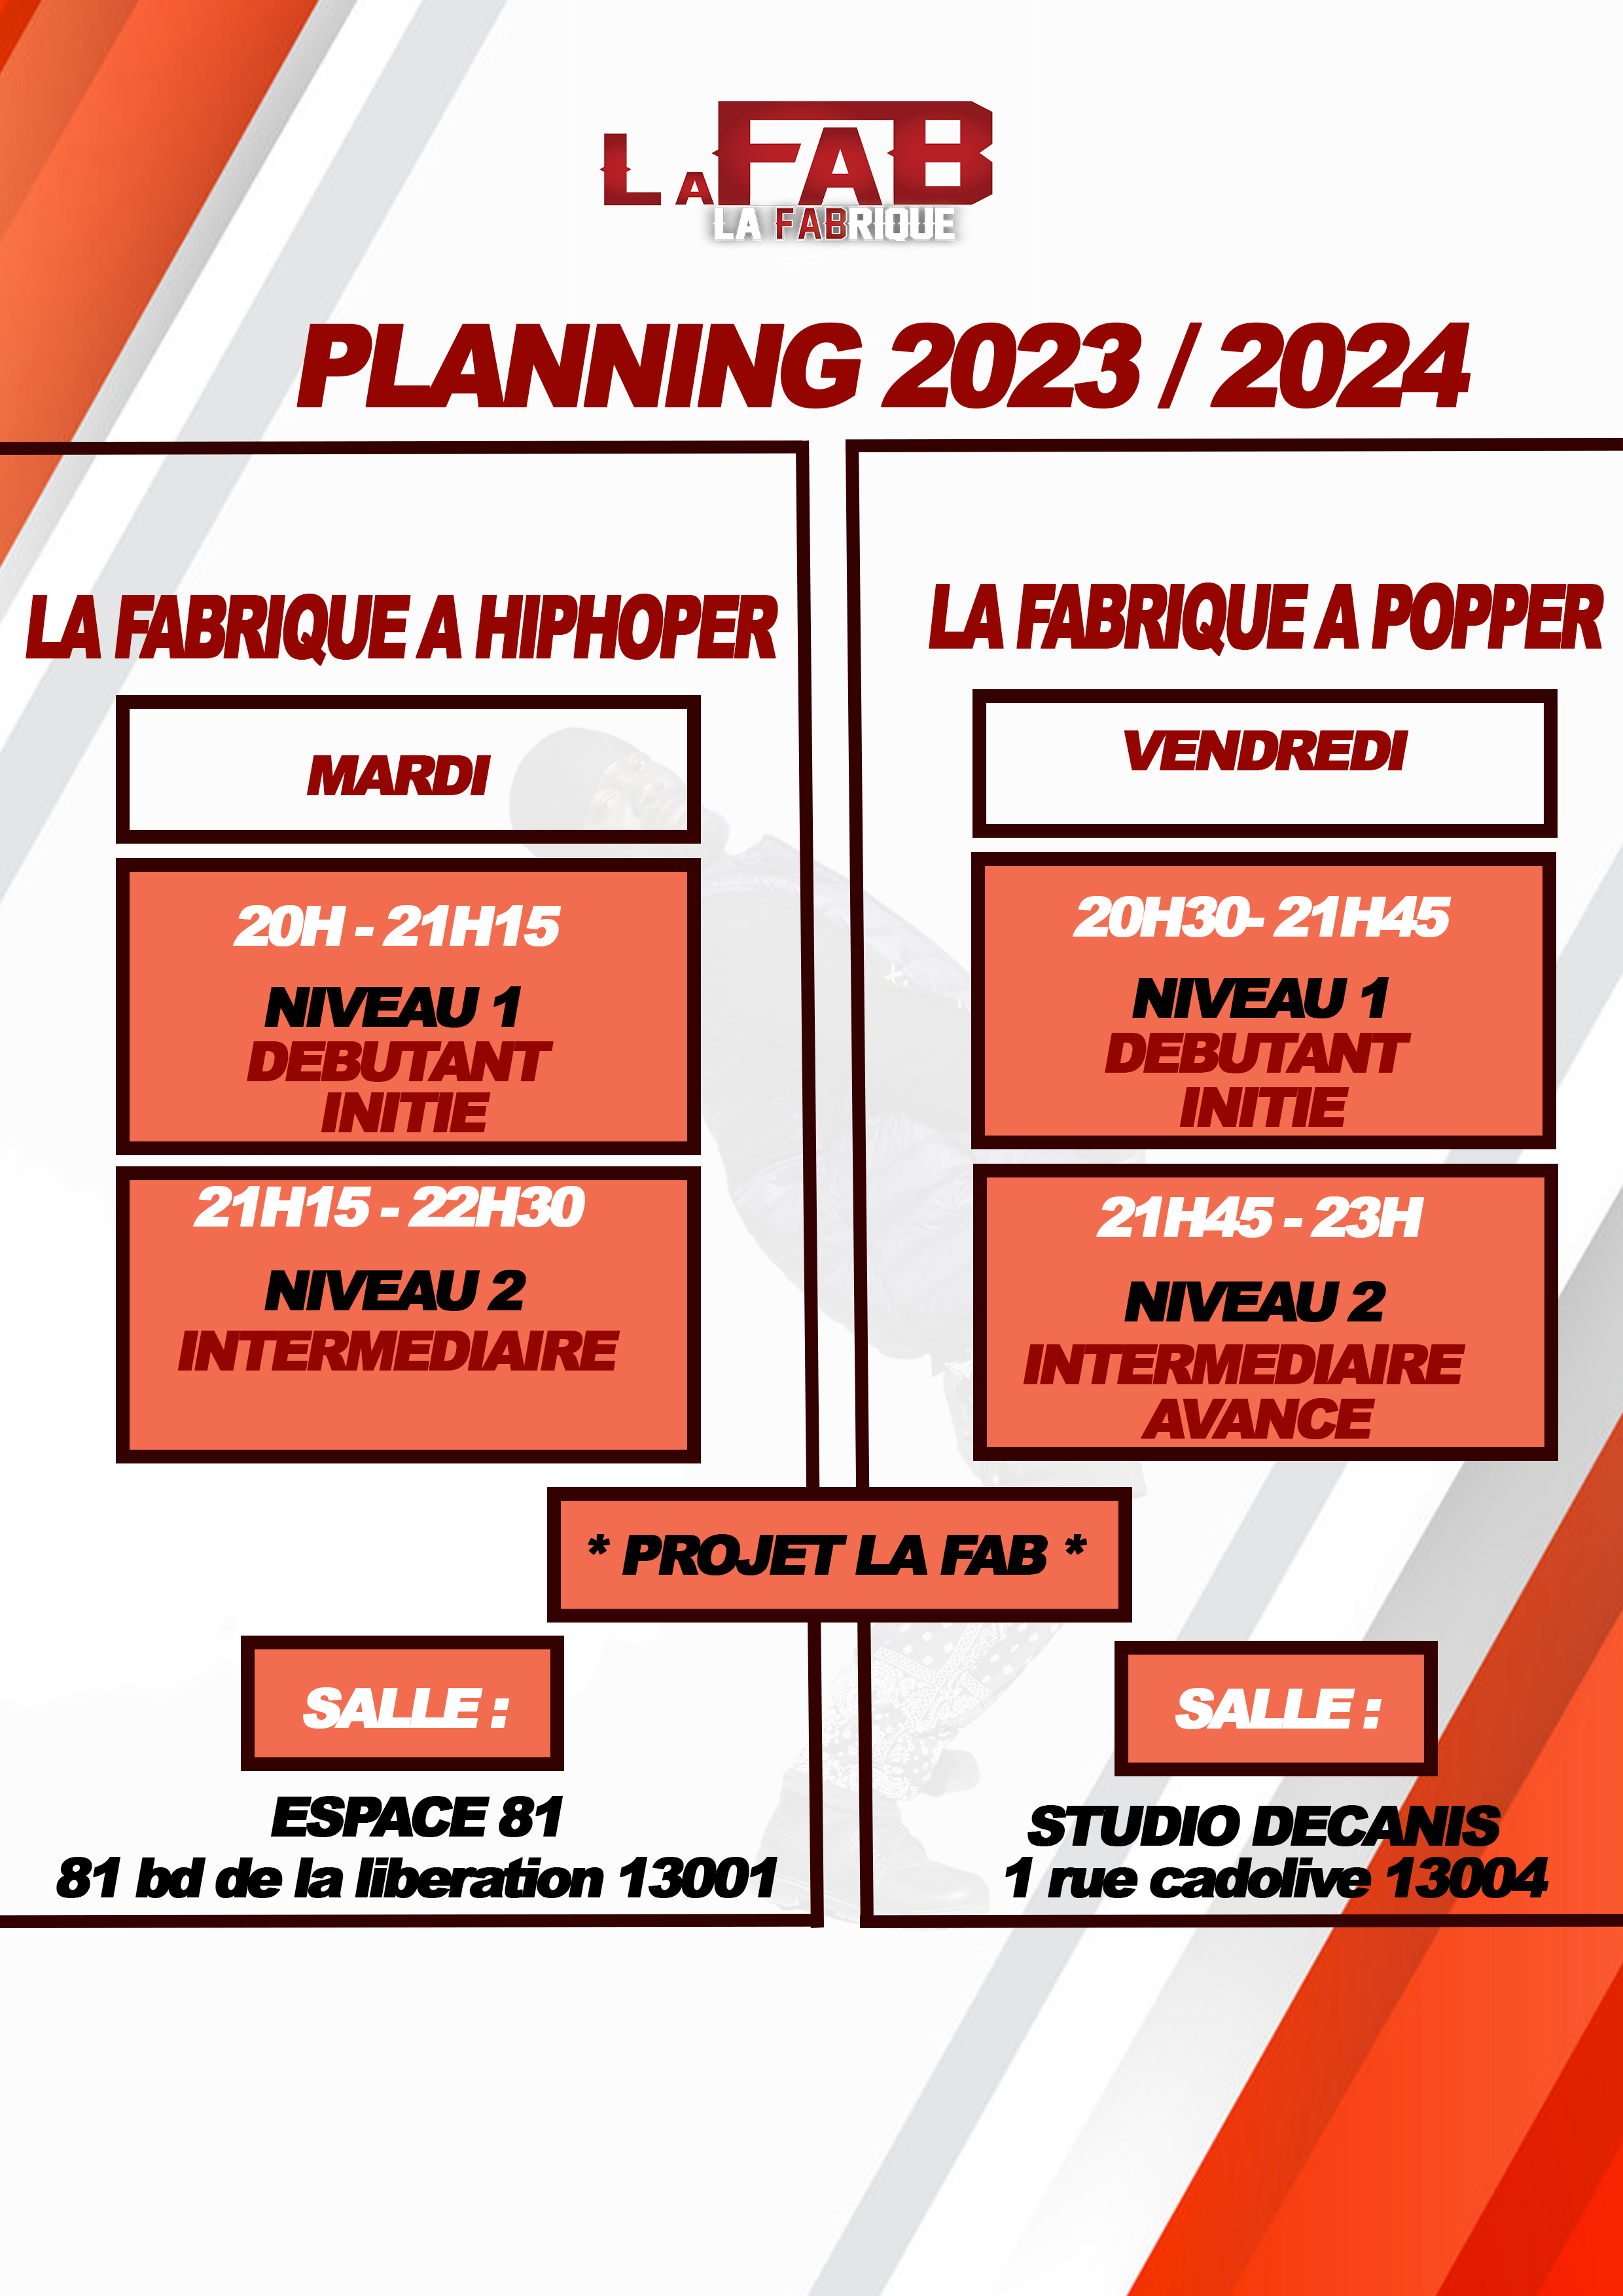 LA FAB
LA FABRIQUE
PLANNING 2023 / 2024
LA FABRIQUE A HIPHOPER
MARDI
20H - 21H15
NIVEAU 1
DEBUTANT
INITIE
21H15 - 22H30
NIVEAU 2
INTERMEDIAIRE
LA FABRIQUE A POPPER
VENDREDI
20H30- 21H45
NIVEAU 1
DEBUTANT
INITIE
21H45 - 23H
NIVEAU 2
INTERMEDIAIRE
AVANCE
* PROJET LA FAB *
SALLE :
ESPACE 81
81 bd de la liberation 13001
SALLE :
STUDIO DECANIS
1 rue cadolive 13004